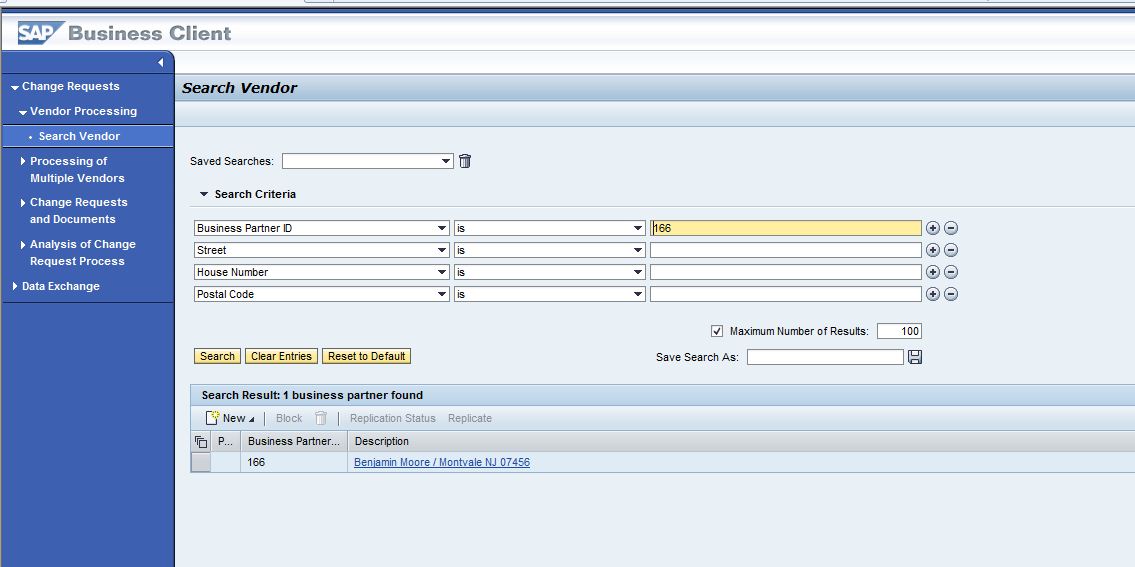 SAP Business Client
Change Requests
Vendor Processing
Search Vendor
Processing of
Multiple Vendors
Change Requests
and Documents
Analysis of Change
Request Process
Data Exchange
Search Vendor
Saved Searches:
Search Criteria
Business Partner ID is 166
Street is
House Number is
Postal Code is
Maximum Number of Results: 100
Search Clear Entries Reset to Default Save Search As:
Search Result: 1 business partner found
New Block Replication Status Replicate
P... Business Partner... Description
166 Benjamin Moore / Montvale NJ 07456